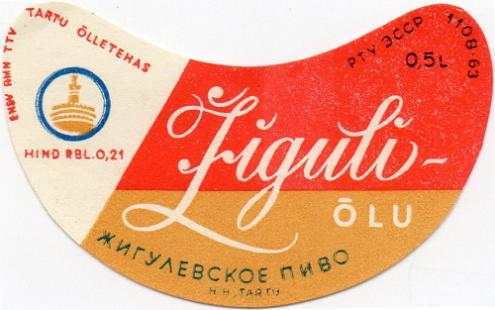 ENSV RMN TTV
TARTU ÕLLETEHAS
HIND RBL.0,21
РТУ ЭССР 1108-63
0,5L
Žiguli-
ÕLU
ЖИГУЛЕВСКОЕ ПИВО
H.H. TARTU